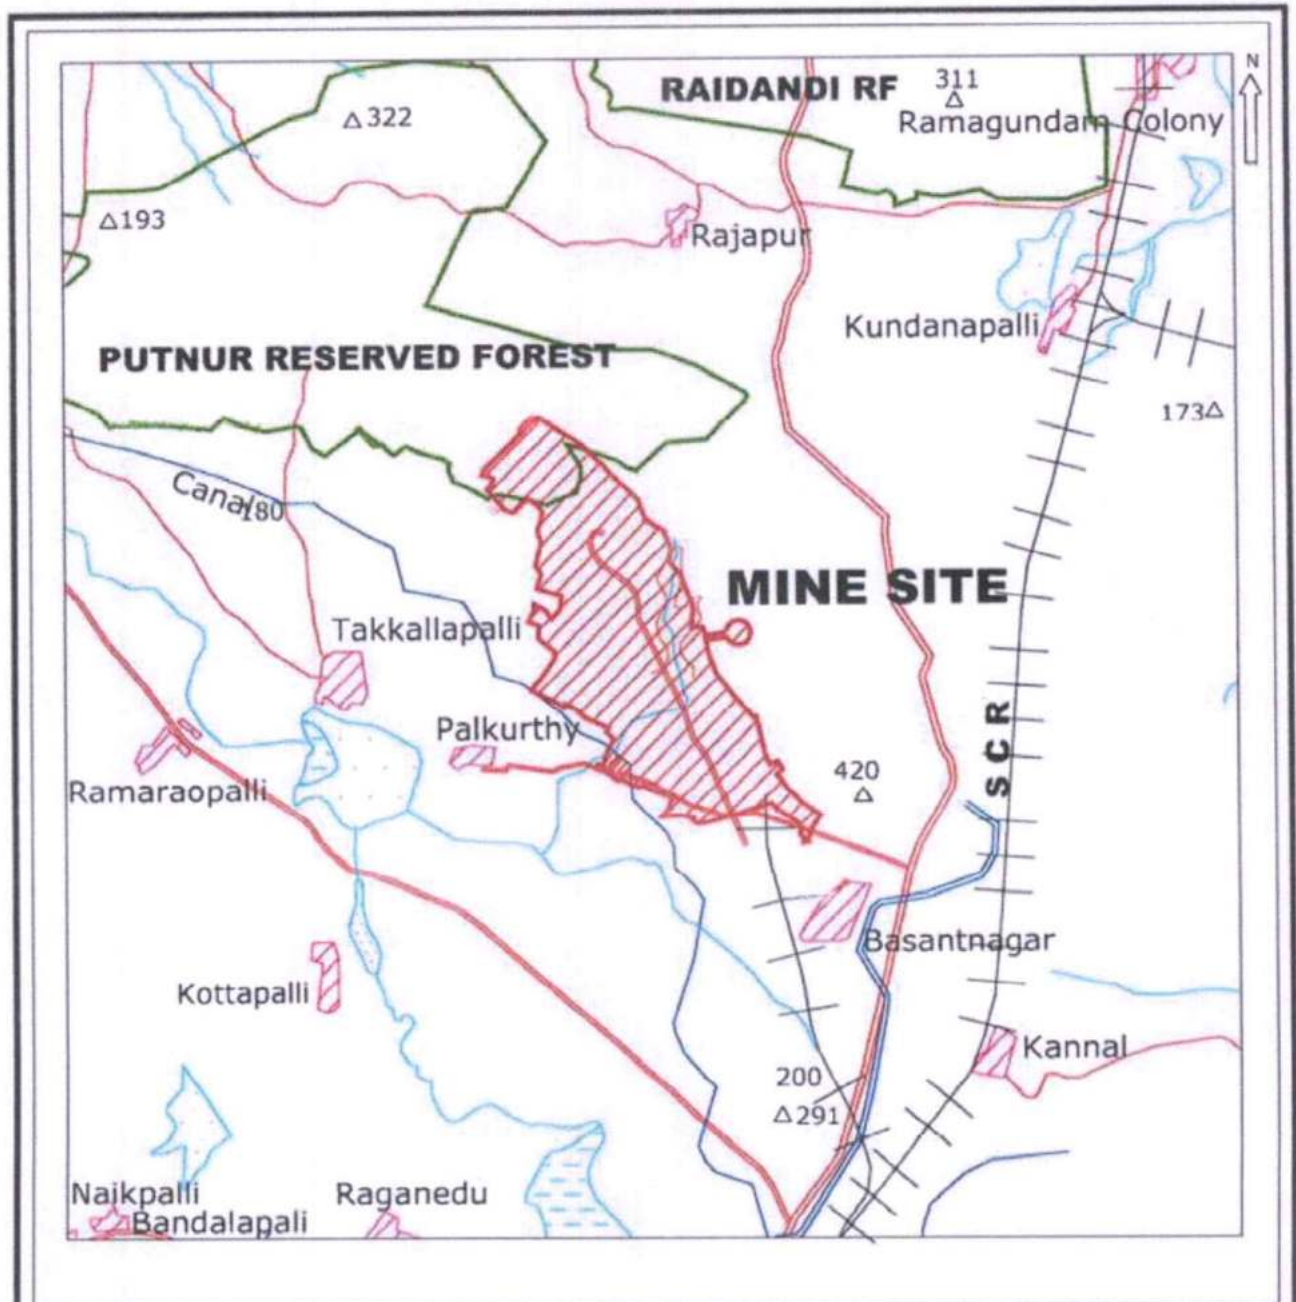 N
RAIDANDI RF
311
322
Ramagundam Colony
193
Rajapur
Kundanapalli
PUTNUR RESERVED FOREST
173
Canal
180
MINE SITE
Takkallapalli
SCR
Palkurthy
420
Ramaraopalli
Basantnagar
Kottapalli
Kannal
200
291
Naikpalli
Raganedu
Bandalapali